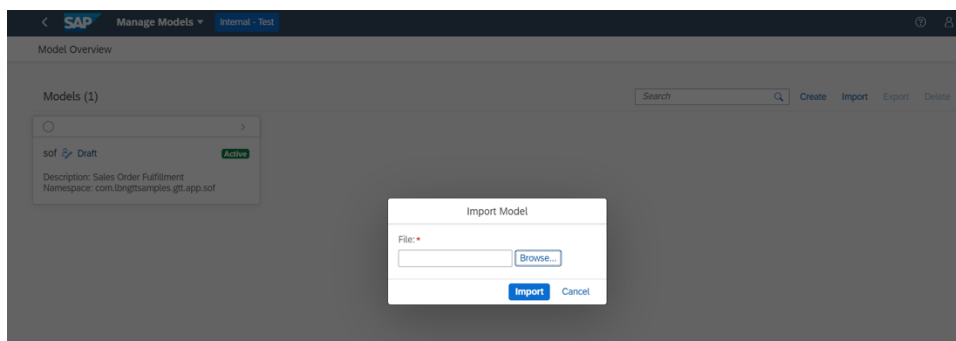 SAP Manage Models Internal - Test
Model Overview
Models (1) Search Create Import Export Delete
sof Draft Active
Description: Sales Order Fulfillment
Namespace: com.lbngttsamples.gtt.app.sof
Import Model
File:*
Browse...
Import Cancel